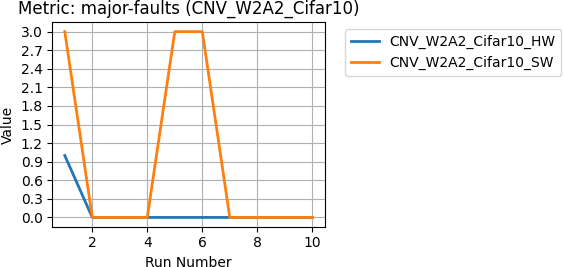 Metric: major-faults (CNV_W2A2_Cifar10)
3.0
2.7
2.4
2.1
1.8
1.5
1.2
0.9
0.6
0.3
0.0
Value
2 4 6 8 10
Run Number
CNV_W2A2_Cifar10_HW
CNV_W2A2_Cifar10_SW